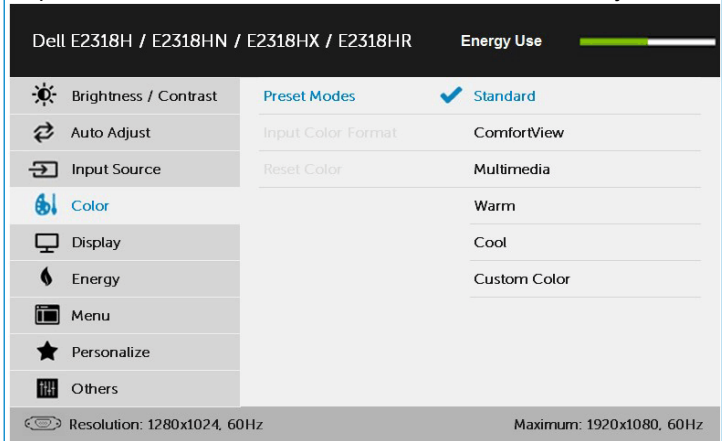 Dell E2318H / E2318HN / E2318HX / E2318HR Energy Use
Brightness / Contrast Preset Modes Standard
Auto Adjust Input Color Format ComfortView
Input Source Reset Color Multimedia
Color Warm
Display Cool
Energy Custom Color
Menu
Personalize
Others
Resolution: 1280x1024, 60Hz Maximum: 1920x1080, 60Hz